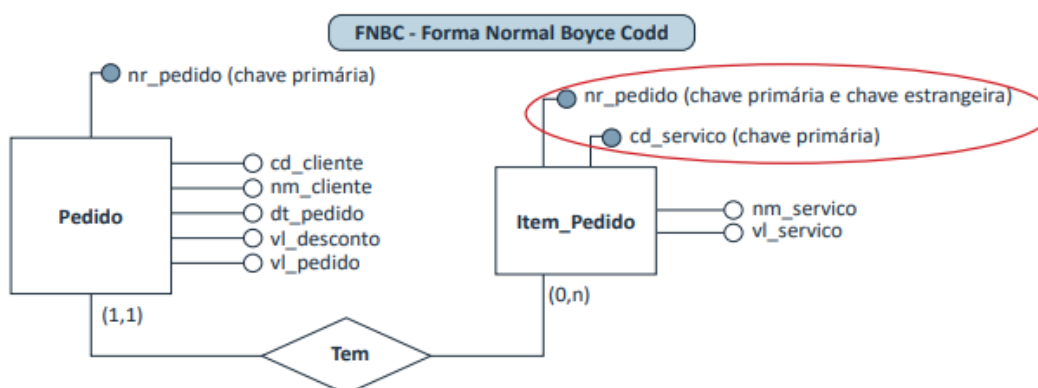 FNBC - Forma Normal Boyce Codd
nr_pedido (chave primária)
nr_pedido (chave primária e chave estrangeira)
cd_servico (chave primária)
cd_cliente
nm_cliente
dt_pedido
vl_desconto
vl_pedido
Pedido
Item_Pedido
nm_servico
vl_servico
(1,1)
(0,n)
Tem